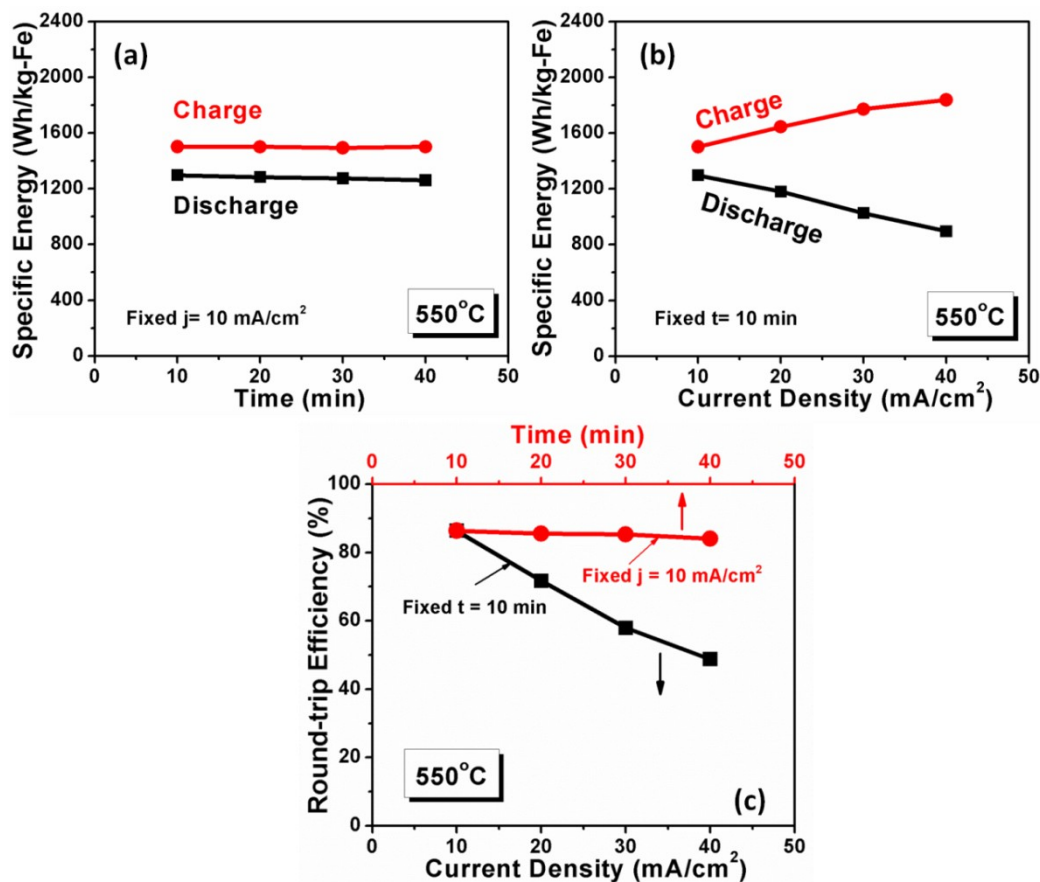 (a)
Specific Energy (Wh/kg-Fe)
2400
2000
1600
1200
800
400
0
Charge
Discharge
Fixed j= 10 mA/cm²
550°C
0 10 20 30 40 50
Time (min)
(b)
Specific Energy (Wh/kg-Fe)
2400
2000
1600
1200
800
400
0
Charge
Discharge
Fixed t= 10 min
550°C
0 10 20 30 40 50
Current Density (mA/cm²)
Time (min)
0 10 20 30 40 50
Round-trip Efficiency (%)
100
80
60
40
20
0
Fixed j = 10 mA/cm²
Fixed t = 10 min
550°C
(c)
0 10 20 30 40 50
Current Density (mA/cm²)